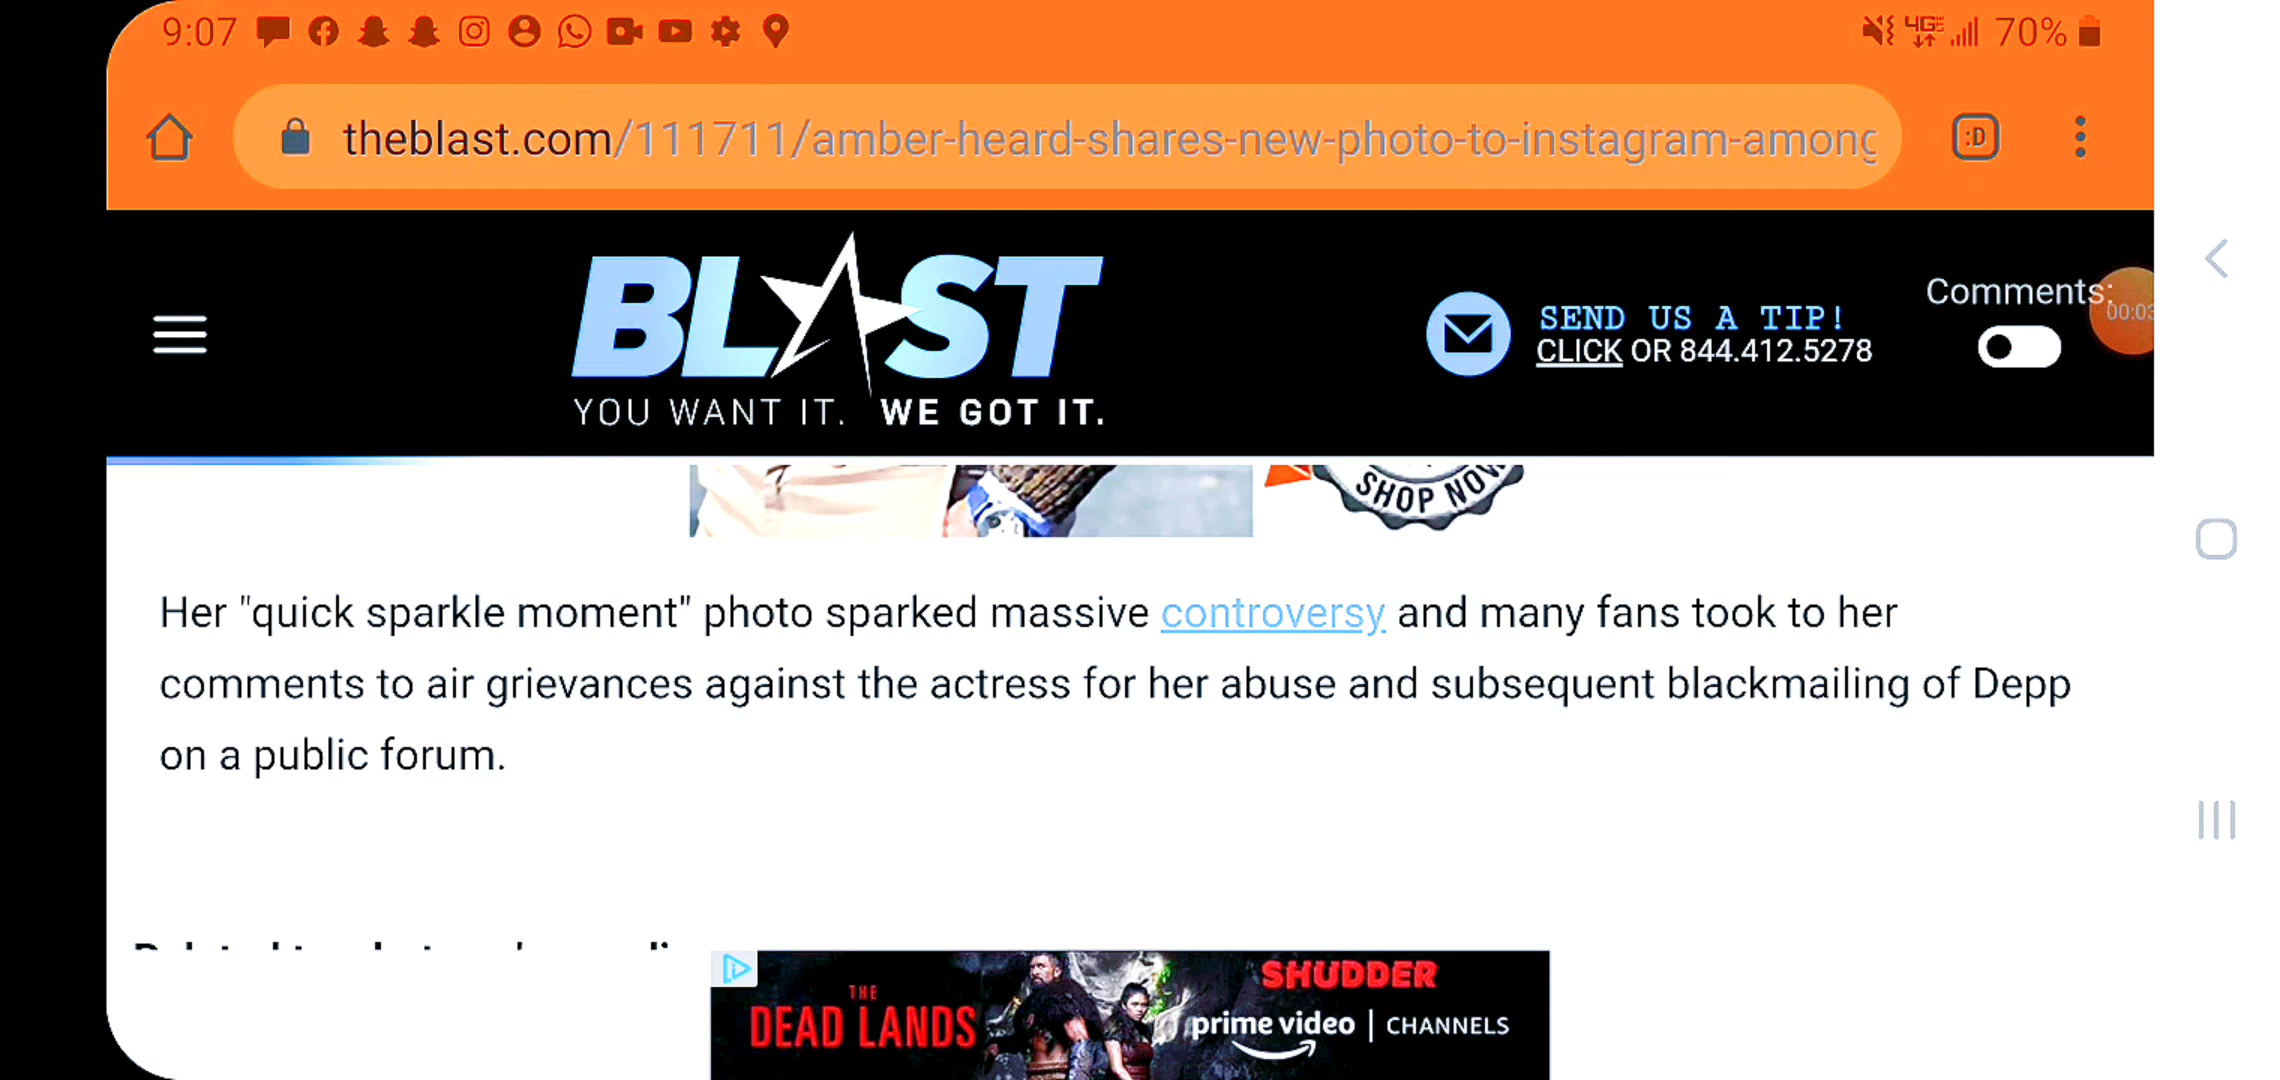 9:07
70%
theblast.com/111711/amber-heard-shares-new-photo-to-instagram-among
:D
BLAST
YOU WANT IT. WE GOT IT.
SEND US A TIP!
CLICK OR 844.412.5278
Comments:
00:03
SHOP NOW
Her "quick sparkle moment" photo sparked massive controversy and many fans took to her
comments to air grievances against the actress for her abuse and subsequent blackmailing of Depp
on a public forum.
THE
DEAD LANDS
SHUDDER
prime video | CHANNELS